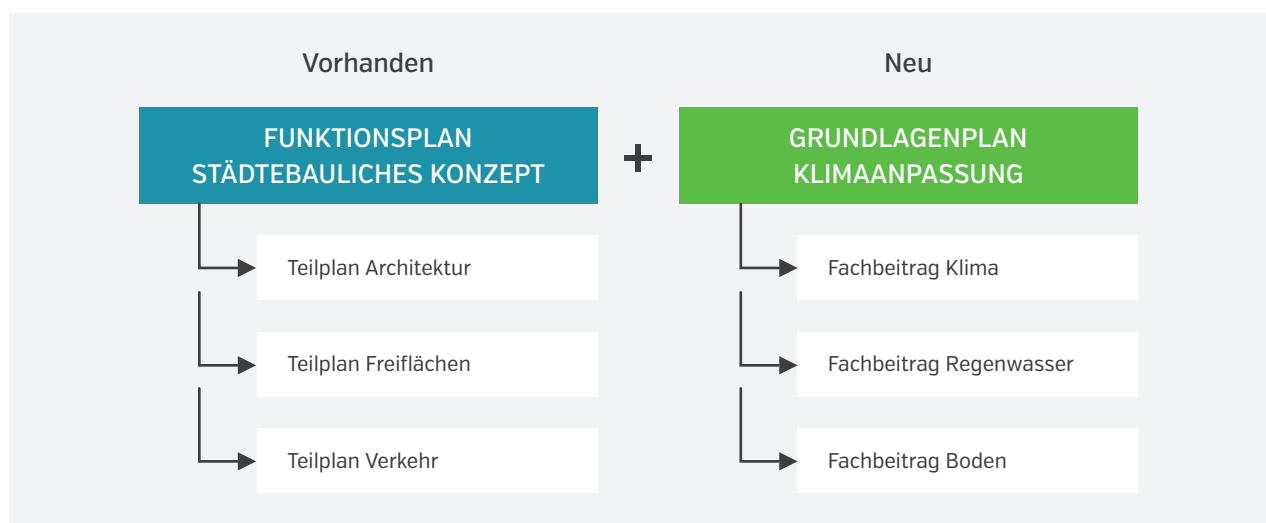 Vorhanden
FUNKTIONSPLAN
STÄDTEBAULICHES KONZEPT
Teilplan Architektur
Teilplan Freiflächen
Teilplan Verkehr
+
Neu
GRUNDLAGENPLAN
KLIMAANPASSUNG
Fachbeitrag Klima
Fachbeitrag Regenwasser
Fachbeitrag Boden